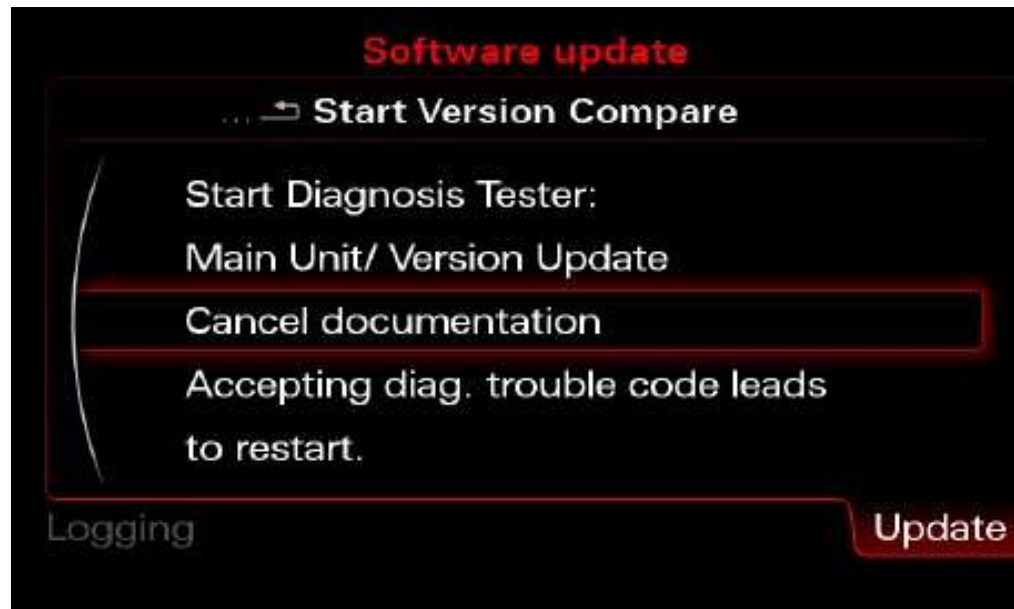 Software update
... Start Version Compare
Start Diagnosis Tester:
Main Unit/ Version Update
Cancel documentation
Accepting diag. trouble code leads
to restart.
Logging
Update